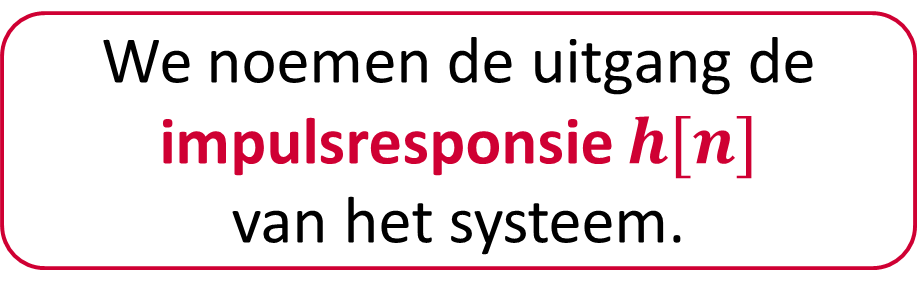 We noemen de uitgang de
impulsresponsie h[n]
van het systeem.